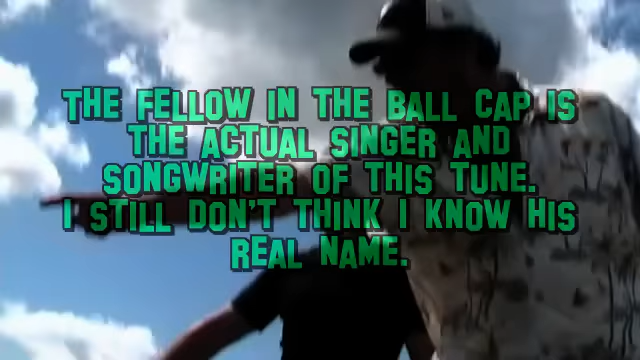 THE FELLOW IN THE BALL CAP IS
THE ACTUAL SINGER AND
SONGWRITER OF THIS TUNE.
I STILL DON'T THINK I KNOW HIS
REAL NAME.